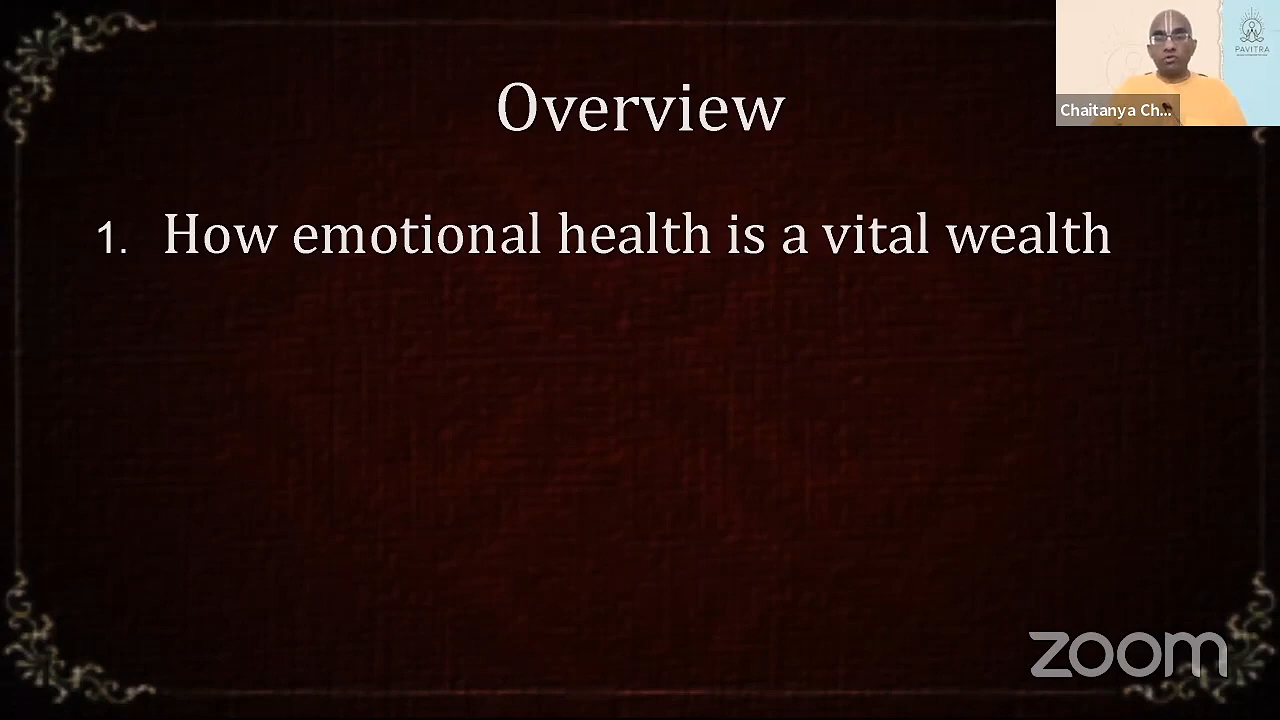 Overview
PAVITRA
Chaitanya Ch...
1. How emotional health is a vital wealth
zoom